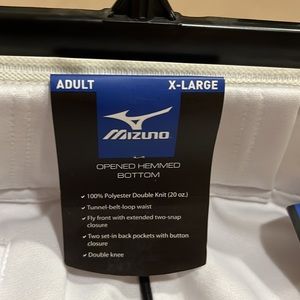 ADULT X-LARGE
MIZUNO
OPENED HEMMED
BOTTOM
✓ 100% Polyester Double Knit (20 oz.)
✓ Tunnel-belt-loop waist
✓ Fly front with extended two-snap
closure
✓ Two set-in back pockets with button
closure
✓ Double knee